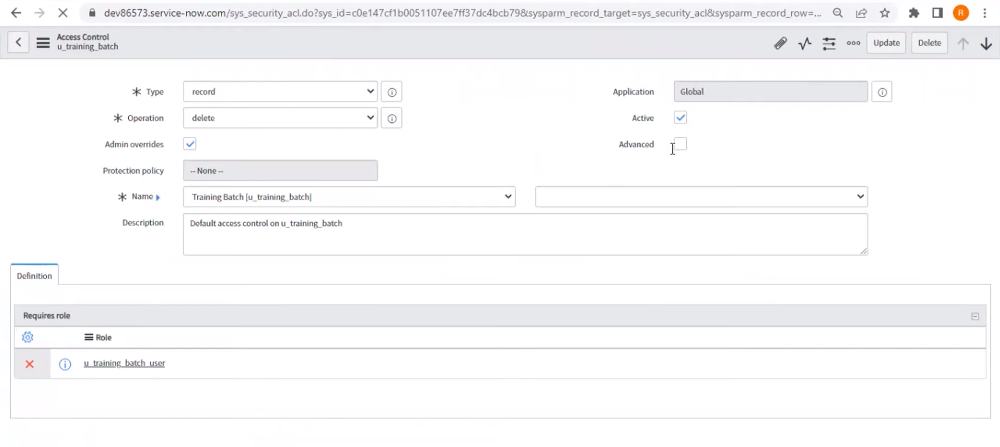 dev86573.service-now.com/sys_security_acl.do?sys_id=c0e147cf1b0051107ee7ff37dc4bcb79&sysparm_record_target=sys_security_acl&sysparm_record_row=...
R
Access Control
u_training_batch
Update
Delete
* Type
record
Application
Global
* Operation
delete
Active
Admin overrides
Advanced
Protection policy
-- None --
* Name
Training Batch [u_training_batch]
Description
Default access control on u_training_batch
Definition
Requires role
Role
u_training_batch_user